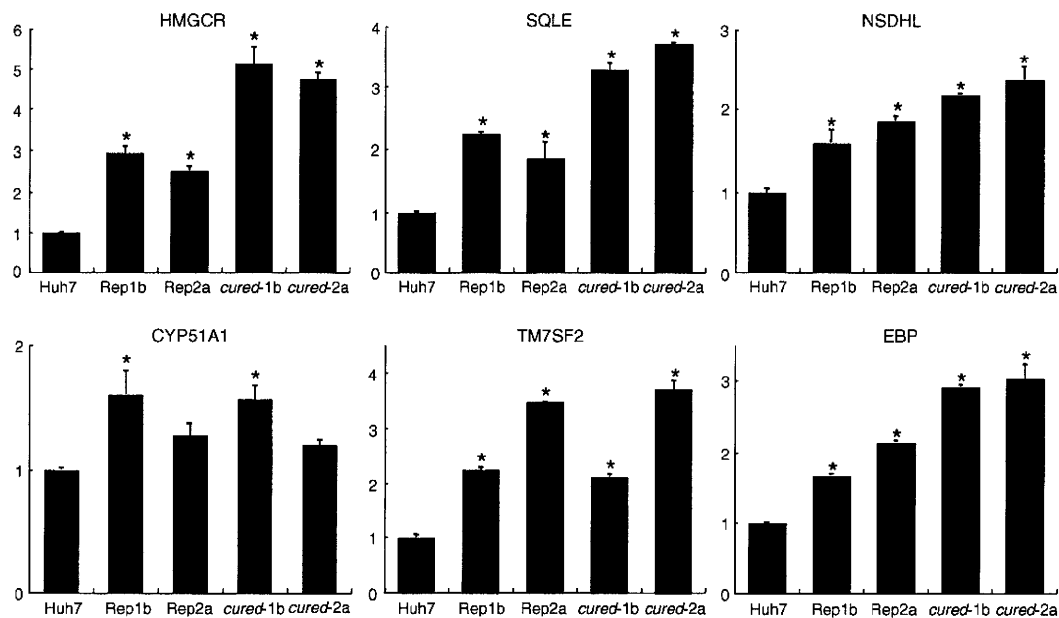 HMGCR
6
5
4
3
2
1
0
* * * *
Huh7 Rep1b Rep2a cured-1b cured-2a
SQLE
4
3
2
1
0
* * * *
Huh7 Rep1b Rep2a cured-1b cured-2a
NSDHL
3
2
1
0
* * * *
Huh7 Rep1b Rep2a cured-1b cured-2a
CYP51A1
2
1
0
* *
Huh7 Rep1b Rep2a cured-1b cured-2a
TM7SF2
4
3
2
1
0
* * * *
Huh7 Rep1b Rep2a cured-1b cured-2a
EBP
3
2
1
0
* * * *
Huh7 Rep1b Rep2a cured-1b cured-2a